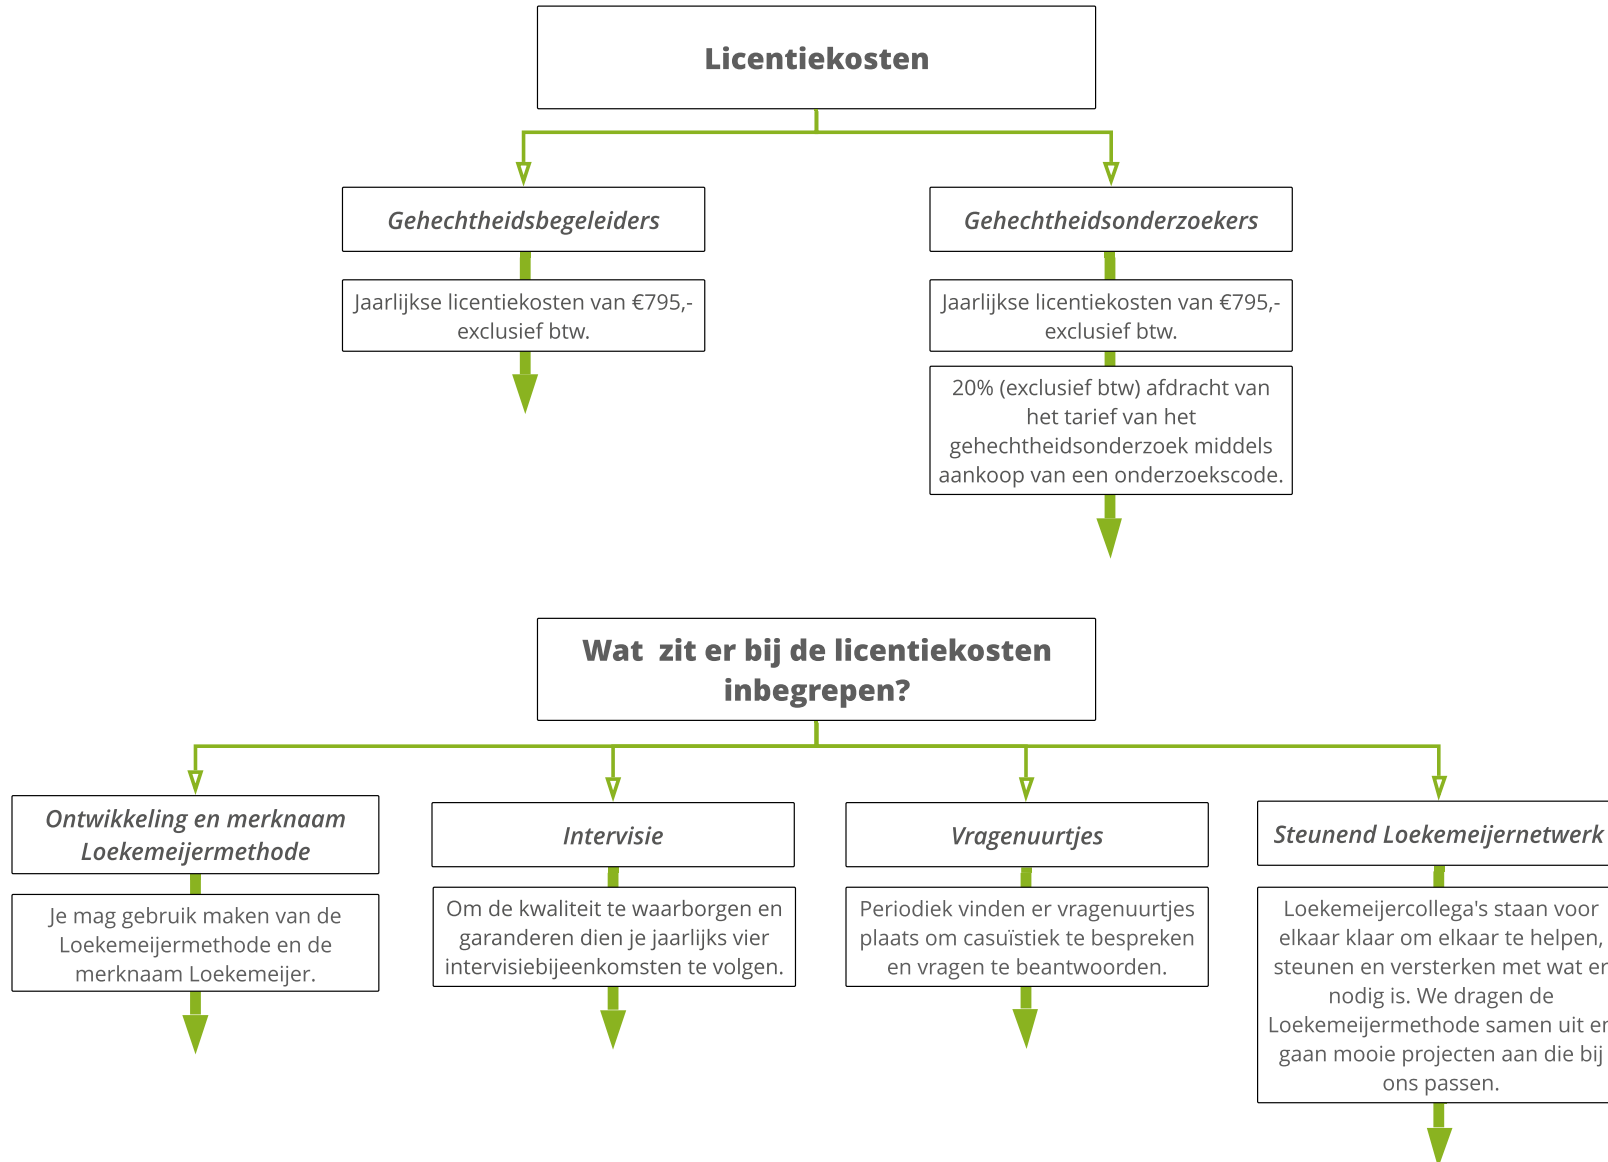 Licentiekosten
Gehechtheidsbegeleiders
Jaarlijkse licentiekosten van €795,-
exclusief btw.
Gehechtheidsonderzoekers
Jaarlijkse licentiekosten van €795,-
exclusief btw.
20% (exclusief btw) afdracht van
het tarief van het
gehechtheidsonderzoek middels
aankoop van een onderzoekscode.
Wat zit er bij de licentiekosten
inbegrepen?
Ontwikkeling en merknaam
Loekemeijermethode
Je mag gebruik maken van de
Loekemeijermethode en de
merknaam Loekemeijer.
Intervisie
Om de kwaliteit te waarborgen en
garanderen dien je jaarlijks vier
intervisiebijeenkomsten te volgen.
Vragenuurtjes
Periodiek vinden er vragenuurtjes
plaats om casuïstiek te bespreken
en vragen te beantwoorden.
Steunend Loekemeijernetwerk
Loekemeijercollega's staan voor
elkaar klaar om elkaar te helpen,
steunen en versterken met wat er
nodig is. We dragen de
Loekemeijermethode samen uit en
gaan mooie projecten aan die bij
ons passen.